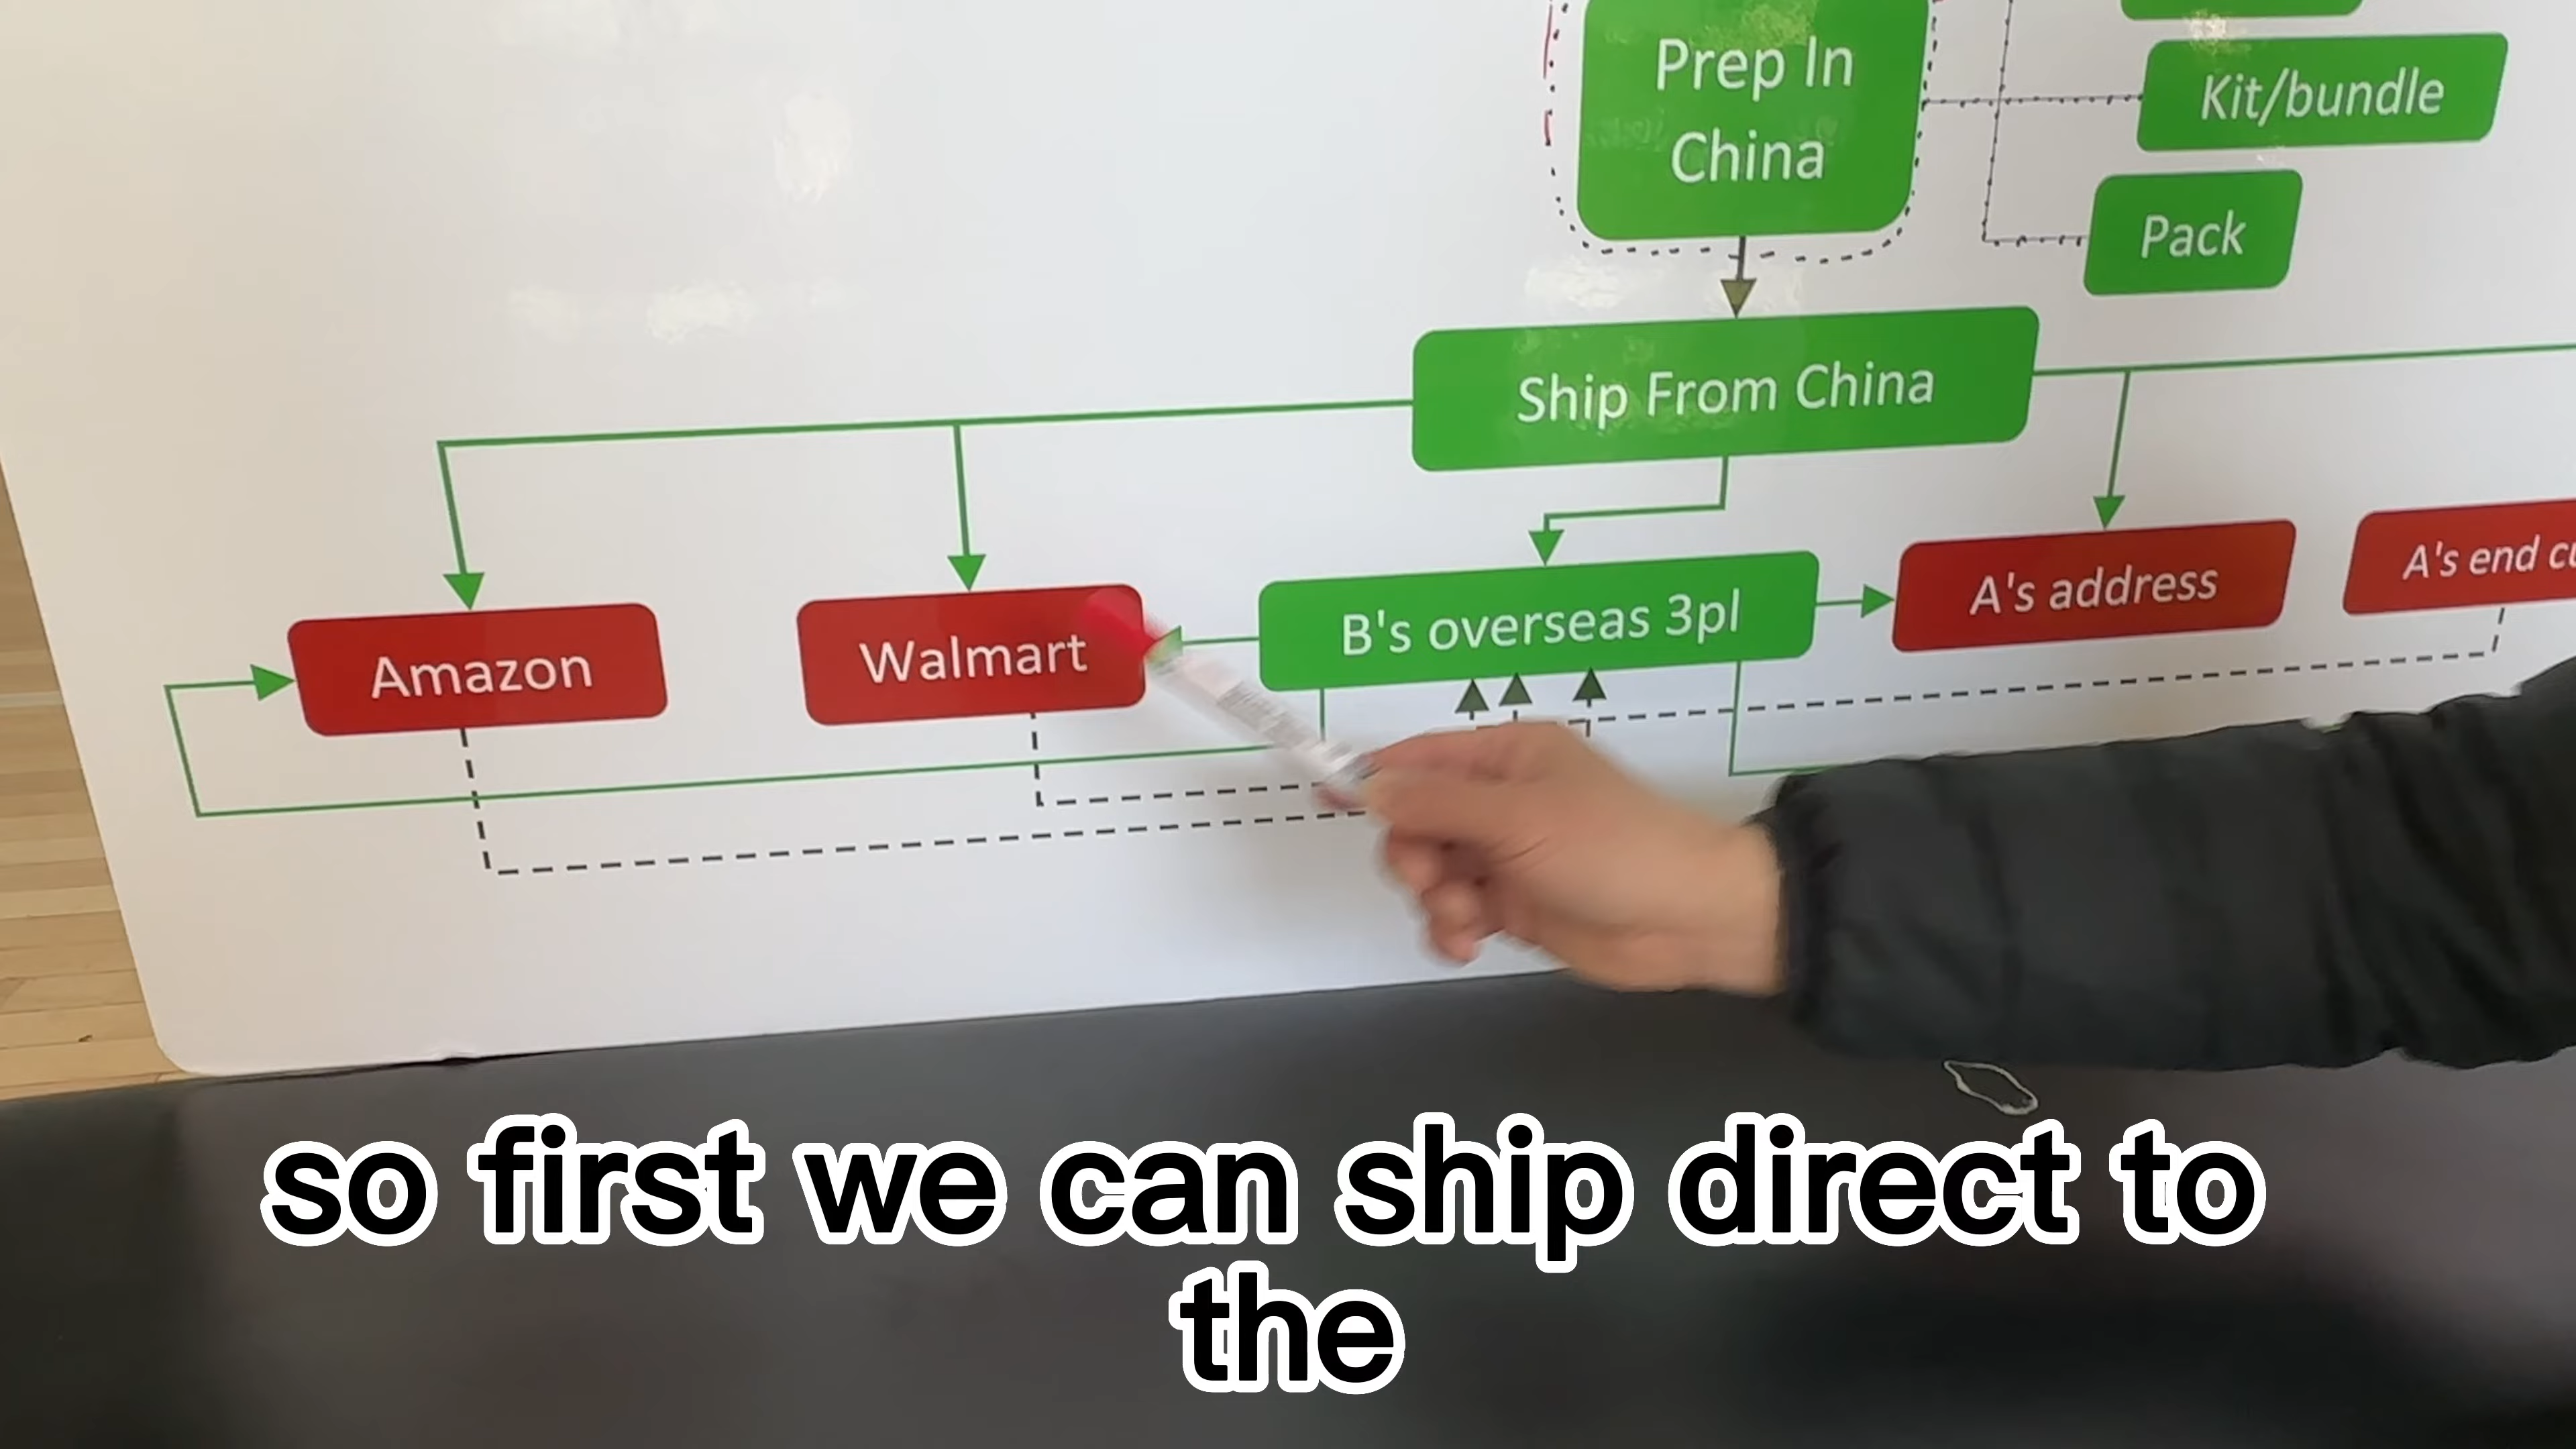 Prep In
China
Kit/bundle
Pack
Ship From China
Amazon
Walmart
B's overseas 3pl
A's address
A's end
so first we can ship direct to
the